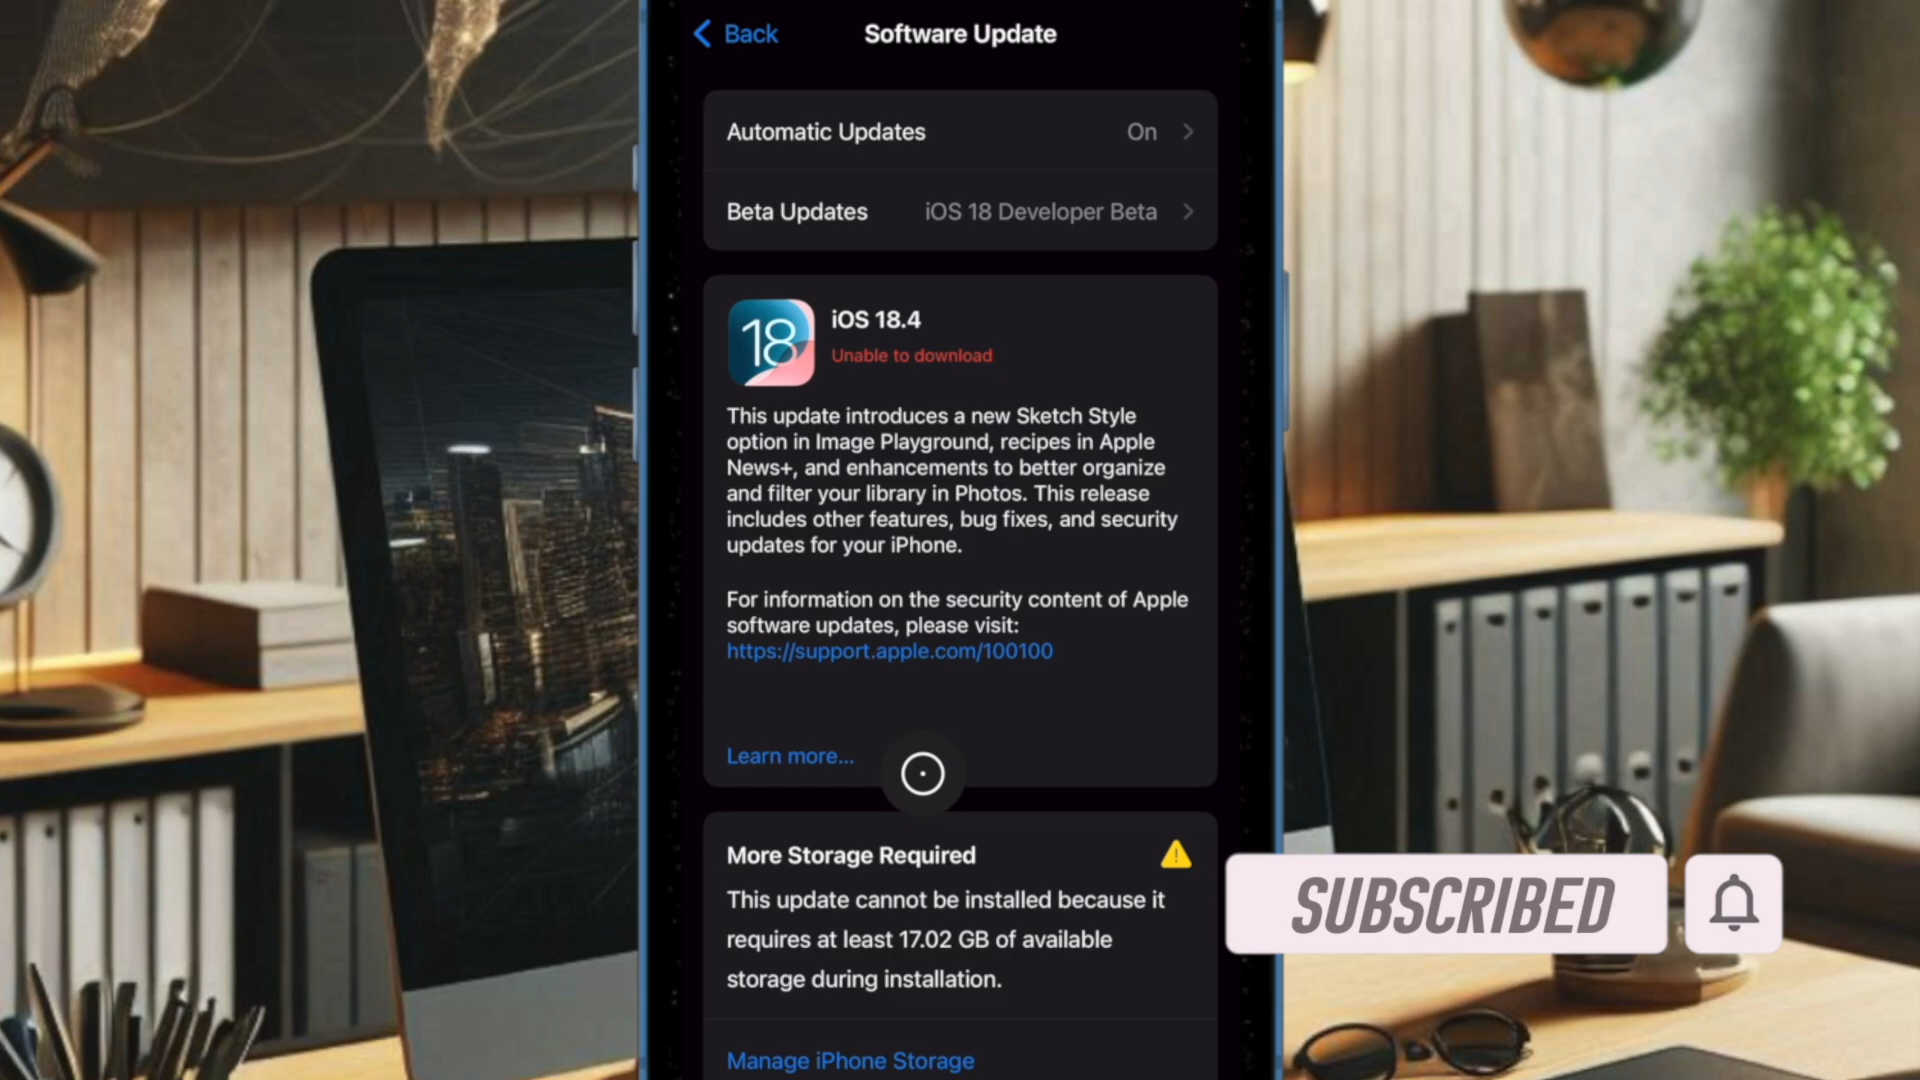 Back
Software Update
Automatic Updates On
Beta Updates iOS 18 Developer Beta
18
iOS 18.4
Unable to download
This update introduces a new Sketch Style
option in Image Playground, recipes in Apple
News+, and enhancements to better organize
and filter your library in Photos. This release
includes other features, bug fixes, and security
updates for your iPhone.
For information on the security content of Apple
software updates, please visit:
https://support.apple.com/100100
Learn more...
More Storage Required
This update cannot be installed because it
requires at least 17.02 GB of available
storage during installation.
Manage iPhone Storage
SUBSCRIBED